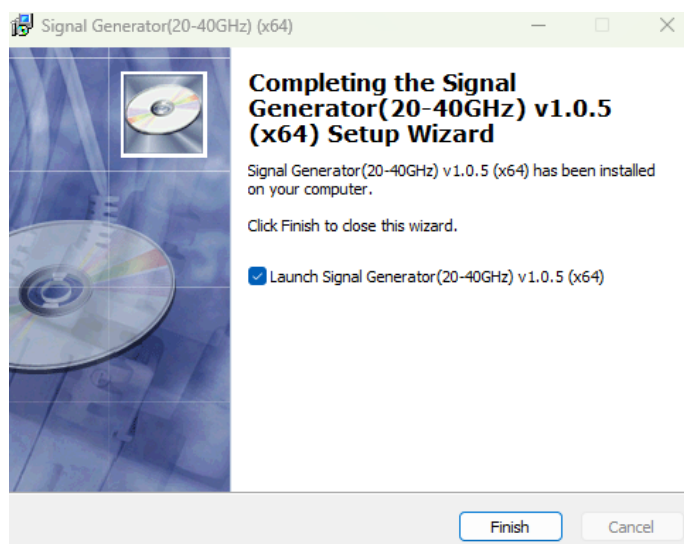 Signal Generator(20-40GHz) (x64)
Completing the Signal
Generator(20-40GHz) v1.0.5
(x64) Setup Wizard
Signal Generator(20-40GHz) v1.0.5 (x64) has been installed
on your computer.
Click Finish to close this wizard.
Launch Signal Generator(20-40GHz) v1.0.5 (x64)
Finish
Cancel